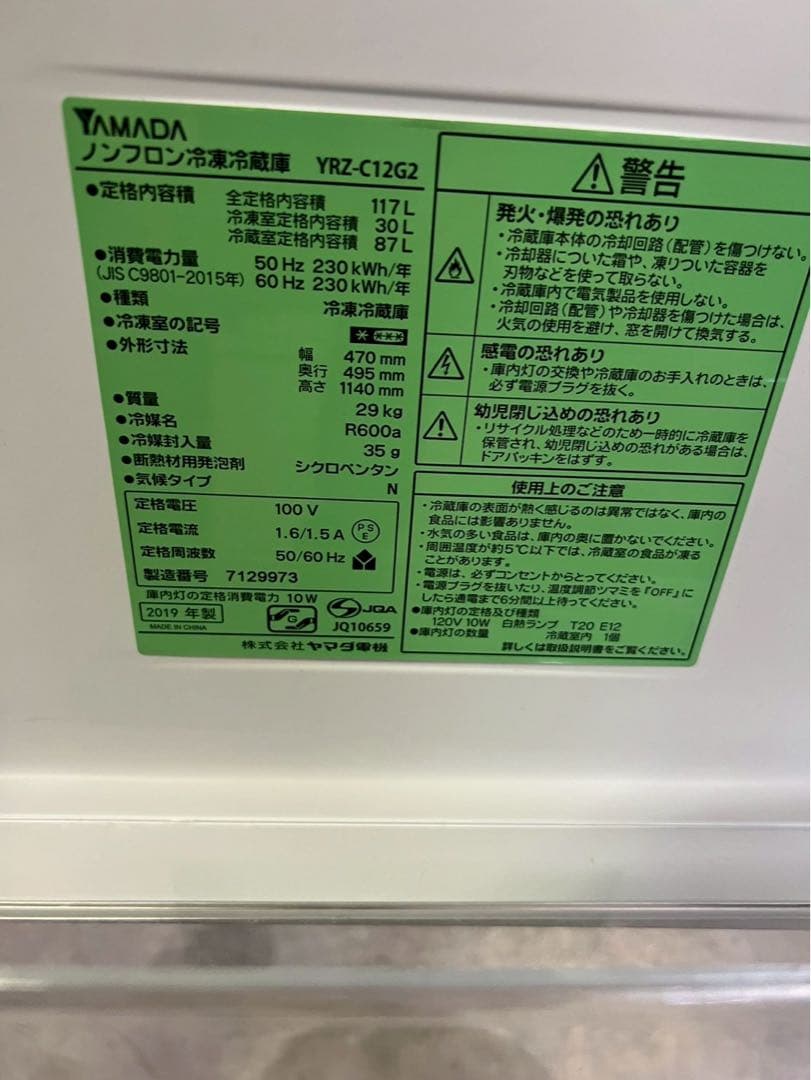 YAMADA
ノンフロン冷凍冷蔵庫 YRZ-C12G2
●定格内容積 全定格内容積 117L
冷凍室定格内容積 30L
冷蔵室定格内容積 87L
●消費電力量 50Hz 230kWh/年
(JIS C9801-2015年) 60Hz 230kWh/年
●種類 冷凍冷蔵庫
●冷凍室の記号
●外形寸法 幅 470mm
奥行 495mm
高さ 1140mm
●質量 29kg
●冷媒名 R600a
●冷媒封入量 35g
●断熱材用発泡剤 シクロペンタン
●気候タイプ N
定格電圧 100V
定格電流 1.6/1.5A PSE
定格周波数 50/60Hz
製造番号 7129973
庫内灯の定格消費電力 10W
2019 年製
MADE IN CHINA
G
JQA
JQ10659
株式会社ヤマダ電機
警告
発火・爆発の恐れあり
・冷蔵庫本体の冷却回路(配管)を傷つけない。
・冷却器についた霜や、凍りついた容器を
刃物などを使って取らない。
・冷蔵庫内で電気製品を使用しない。
・冷却回路(配管)や冷却器を傷つけた場合は、
火気の使用を避け、窓を開けて換気する。
感電の恐れあり
・庫内灯の交換や冷蔵庫のお手入れのときは、
必ず電源プラグを抜く。
幼児閉じ込めの恐れあり
・リサイクル処理などのため一時的に冷蔵庫を
保管され、幼児閉じ込めの恐れがある場合は、
ドアパッキンをはずす。
使用上のご注意
・冷蔵庫の表面が熱く感じるのは異常ではなく、庫内の
食品には影響ありません。
・水気の多い食品は、庫内の奥に置かないでください。
・周囲温度が約5℃以下では、冷蔵室の食品が凍る
ことがあります。
・電源は、必ずコンセントからとってください。
・電源プラグを抜いたり、温度調節ツマミを『OFF』に
したら通電まで6分間以上待ってください。
●庫内灯の定格及び種類
120V 10W 白熱ランプ T20 E12
●庫内灯の数量 冷蔵室内 1個
詳しくは取扱説明書をご覧ください。